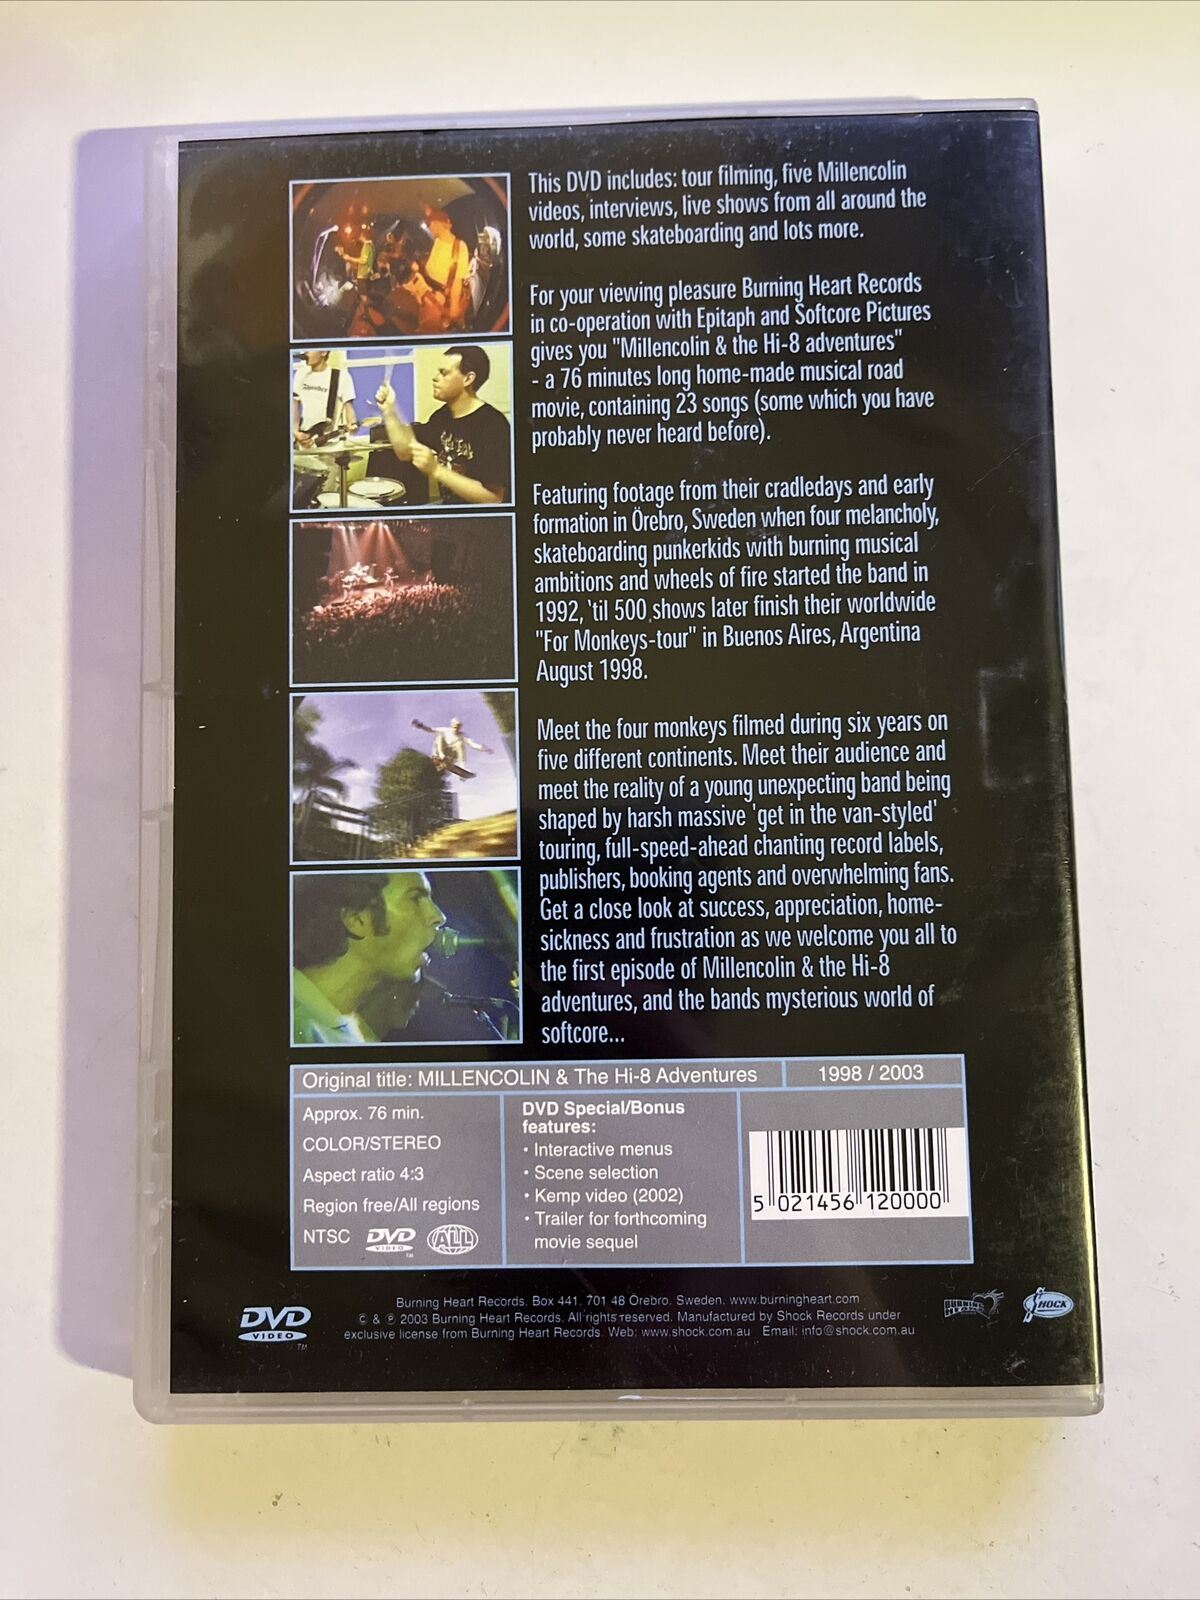 This DVD includes: tour filming, five Millencolin
videos, interviews, live shows from all around the
world, some skateboarding and lots more.
For your viewing pleasure Burning Heart Records
in co-operation with Epitaph and Softcore Pictures
gives you "Millencolin & the Hi-8 adventures"
- a 76 minutes long home-made musical road
movie, containing 23 songs (some which you have
probably never heard before).
Featuring footage from their cradledays and early
formation in Örebro, Sweden when four melancholy,
skateboarding punkerkids with burning musical
ambitions and wheels of fire started the band in
1992, 'til 500 shows later finish their worldwide
"For Monkeys-tour" in Buenos Aires, Argentina
August 1998.
Meet the four monkeys filmed during six years on
five different continents. Meet their audience and
meet the reality of a young unexpecting band being
shaped by harsh massive 'get in the van-styled'
touring, full-speed-ahead chanting record labels,
publishers, booking agents and overwhelming fans.
Get a close look at success, appreciation, home-
sickness and frustration as we welcome you all to
the first episode of Millencolin & the Hi-8
adventures, and the bands mysterious world of
softcore...
Original title: MILLENCOLIN & The Hi-8 Adventures
1998 / 2003
Approx. 76 min.
COLOR/STEREO
Aspect ratio 4:3
Region free/All regions
NTSC DVD VIDEO TM ALL
DVD Special/Bonus
features:
• Interactive menus
• Scene selection
• Kemp video (2002)
• Trailer for forthcoming
movie sequel
5 021456 120000
DVD
VIDEO
TM
Burning Heart Records. Box 441, 701 48 Örebro, Sweden. www.burningheart.com
© & ℗ 2003 Burning Heart Records. All rights reserved. Manufactured by Shock Records under
exclusive license from Burning Heart Records. Web: www.shock.com.au Email: info@shock.com.au
BURNING
HEART
SHOCK